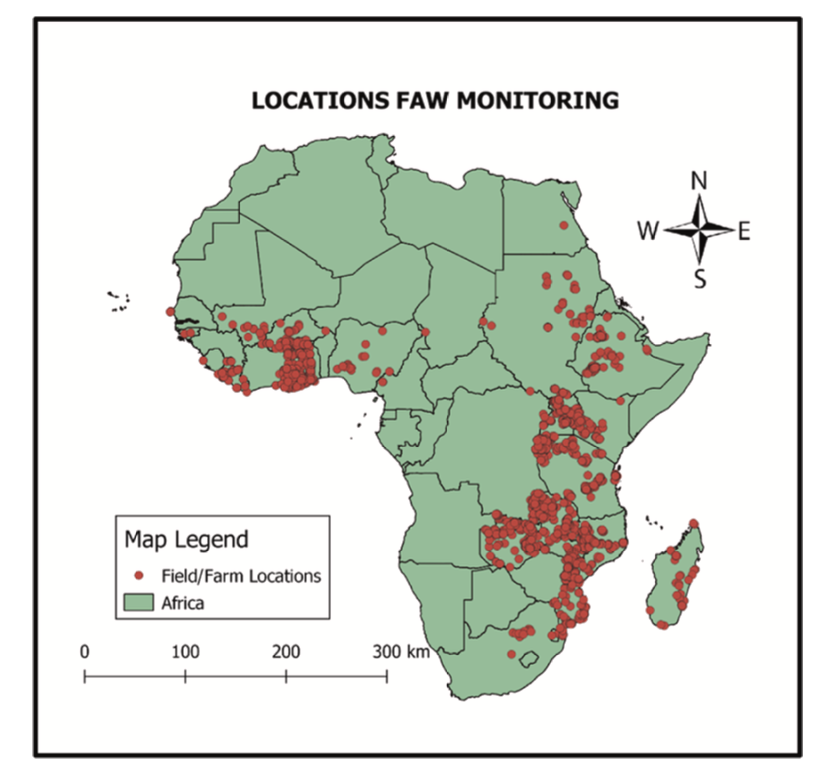 LOCATIONS FAW MONITORING
N
W E
S
Map Legend
Field/Farm Locations
Africa
0 100 200 300 km